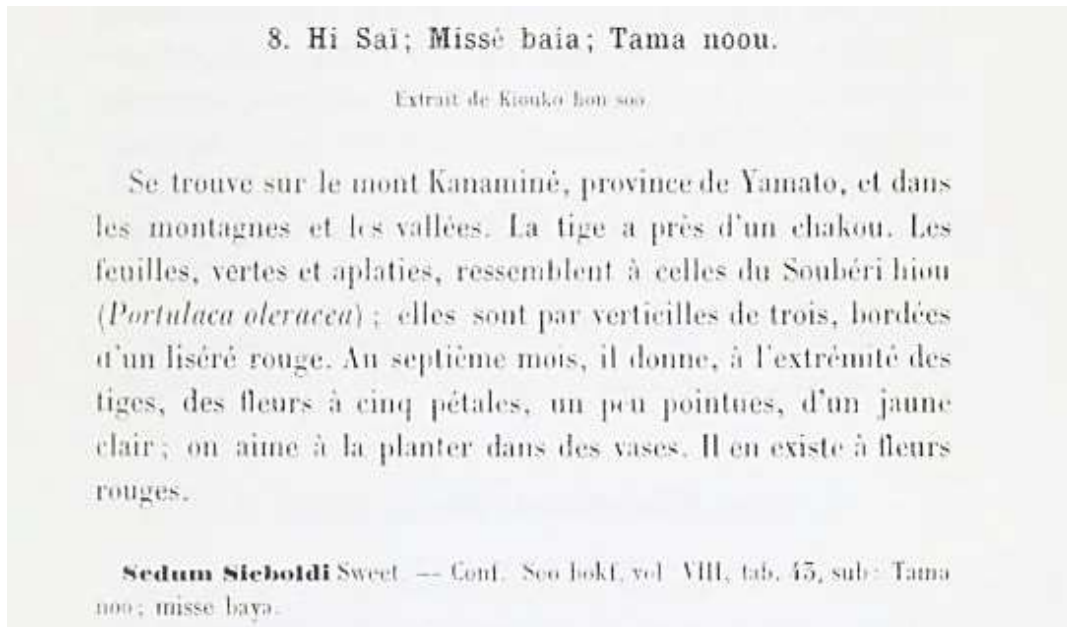 8. Hi Saï; Missé baia; Tama noou.
Extrait de Kiouko hon soo
Se trouve sur le mont Kanaminé, province de Yamato, et dans
les montagnes et les vallées. La tige a près d'un chakou. Les
feuilles, vertes et aplaties, ressemblent à celles du Soubéri hiou
(Portulaca oleracea) ; elles sont par verticilles de trois, bordées
d'un liséré rouge. Au septième mois, il donne, à l'extrémité des
tiges, des fleurs à cinq pétales, un peu pointues, d'un jaune
clair ; on aime à la planter dans des vases. Il en existe à fleurs
rouges.
Sedum Sieboldi Sweet — Conf. Soo bokf, vol VIII, tab. 43, sub : Tama
noo ; misse baya.